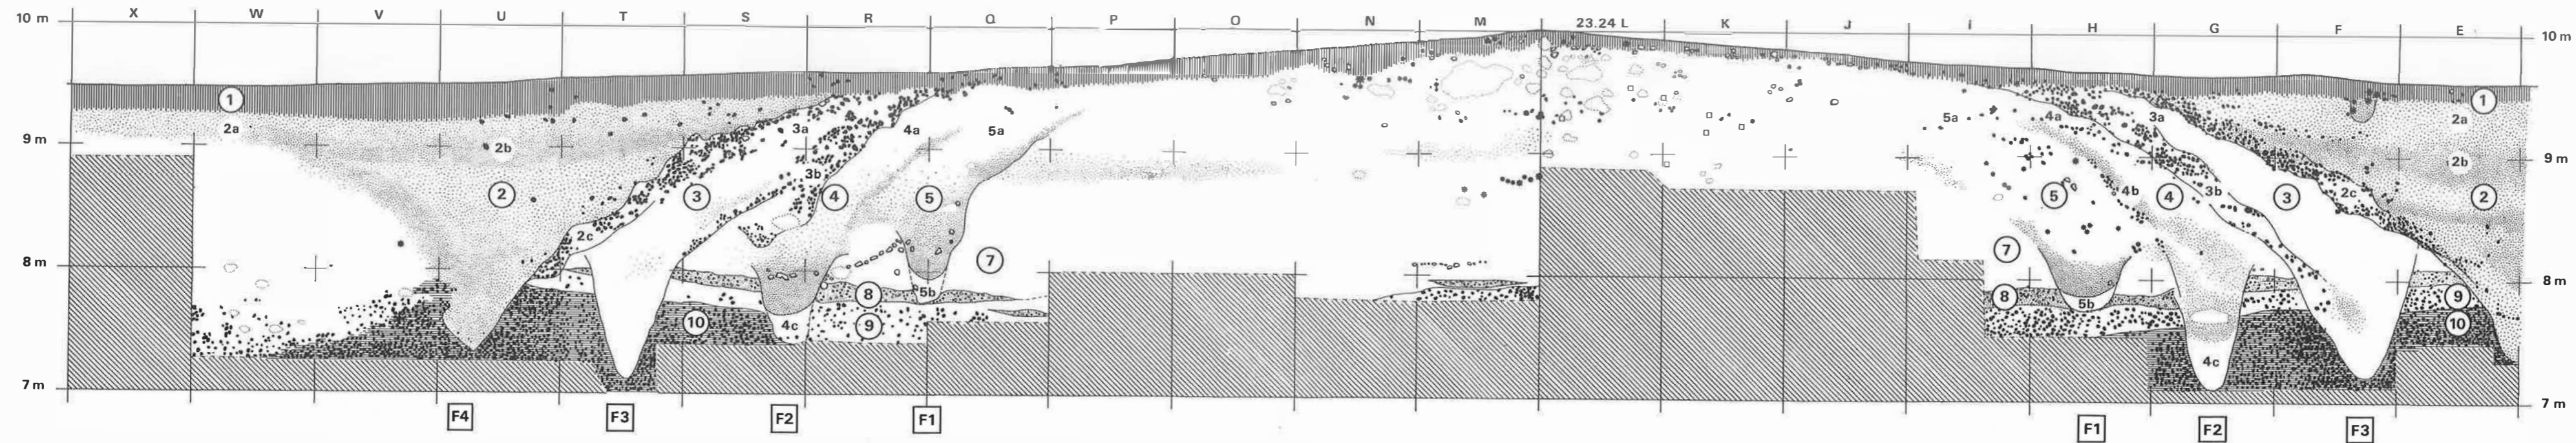 10 m X W V U T S R Q P O N M 23.24 L K J I H G F E 10 m
1 1
2a 3a 4a 5a 5a 4a 3a 2a
9 m 2b 2b 9 m
3b
2 3 4 5 5 4b 4 3b 3 2c 2
2c
8 m 7 7 8 m
8 5b 8 5b 9
10 4c 9 10
4c
7 m 7 m
F4 F3 F2 F1 F1 F2 F3